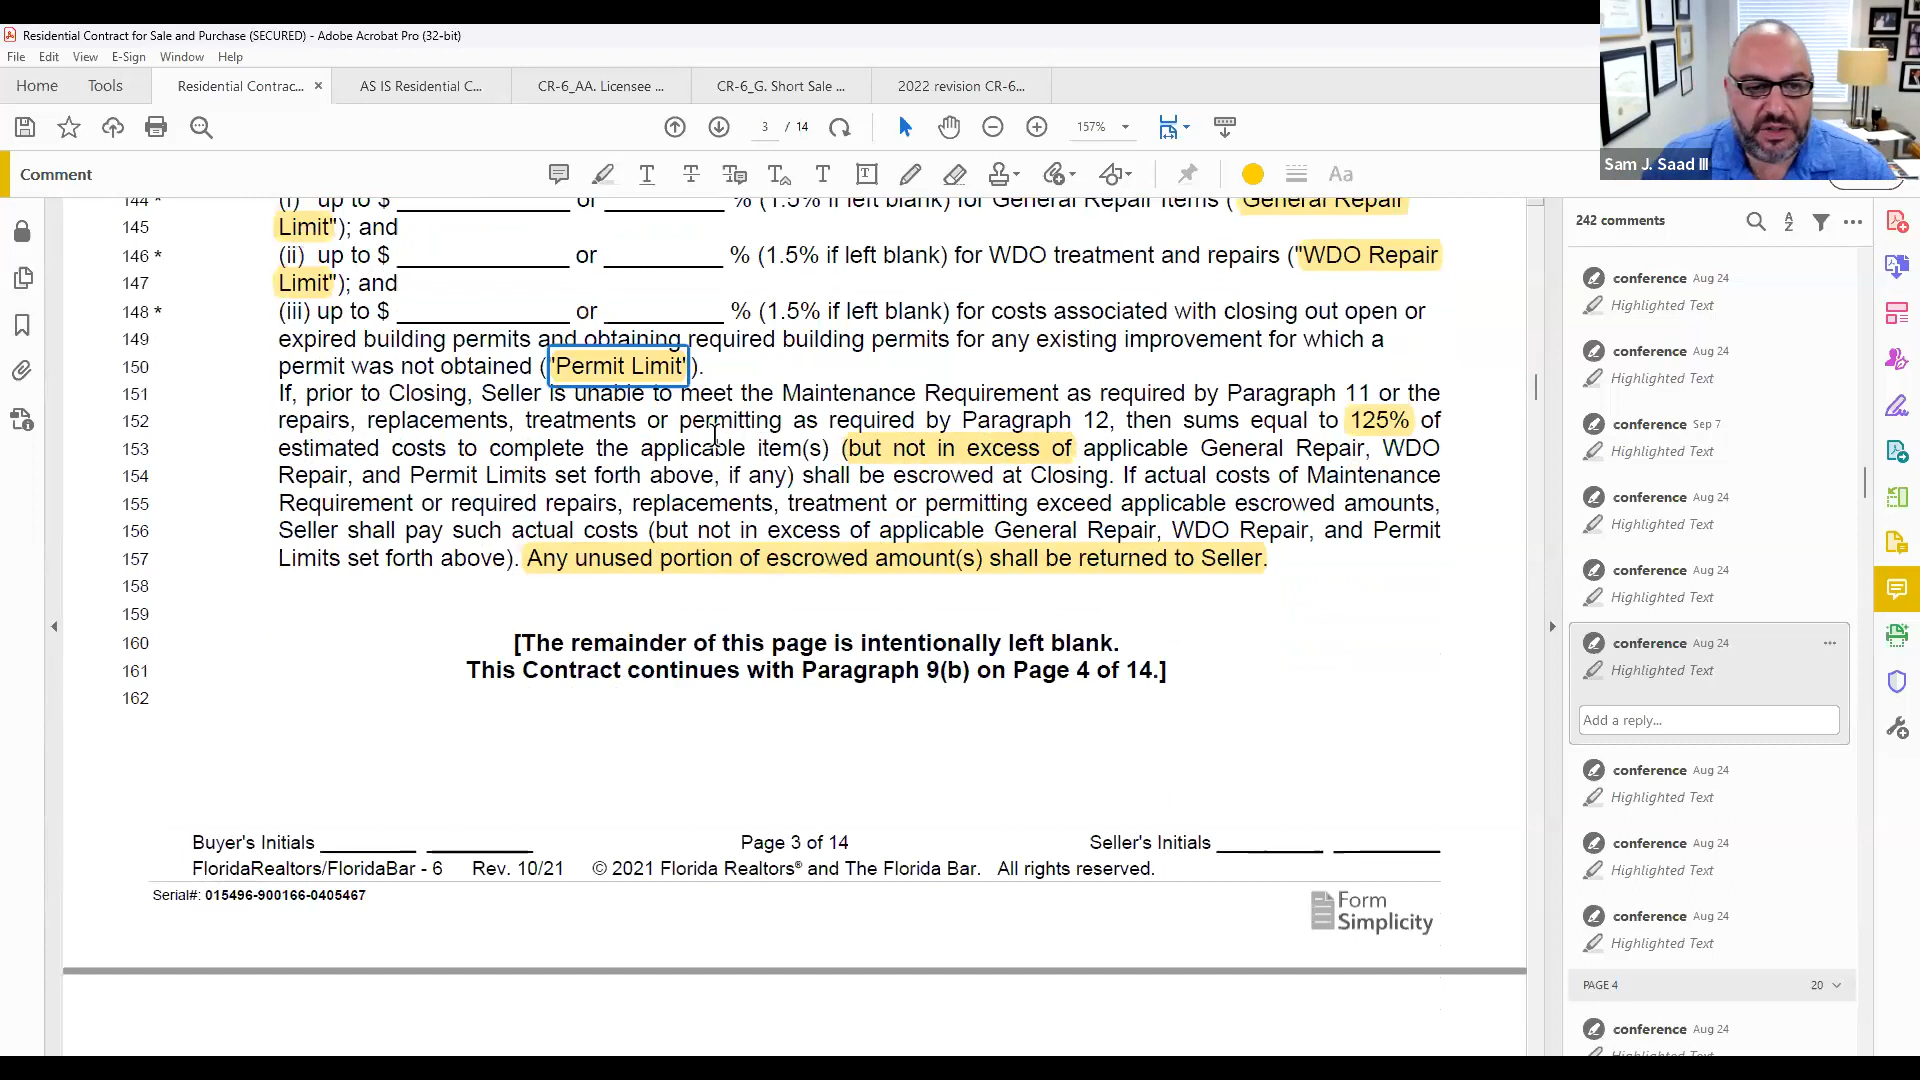 Residential Contract for Sale and Purchase (SECURED) - Adobe Acrobat Pro (32-bit)
File Edit View E-Sign Window Help
Home Tools Residential Contrac... × AS IS Residential C... CR-6_AA. Licensee ... CR-6_G. Short Sale ... 2022 revision CR-6...
3 / 14 157%
Comment
Sam J. Saad III
144 * (i) up to $ or % (1.5% if left blank) for General Repair Items ("General Repair
145 Limit"); and
146 * (ii) up to $ or % (1.5% if left blank) for WDO treatment and repairs ("WDO Repair
147 Limit"); and
148 * (iii) up to $ or % (1.5% if left blank) for costs associated with closing out open or
149 expired building permits and obtaining required building permits for any existing improvement for which a
150 permit was not obtained ("Permit Limit").
151 If, prior to Closing, Seller is unable to meet the Maintenance Requirement as required by Paragraph 11 or the
152 repairs, replacements, treatments or permitting as required by Paragraph 12, then sums equal to 125% of
153 estimated costs to complete the applicable item(s) (but not in excess of applicable General Repair, WDO
154 Repair, and Permit Limits set forth above, if any) shall be escrowed at Closing. If actual costs of Maintenance
155 Requirement or required repairs, replacements, treatment or permitting exceed applicable escrowed amounts,
156 Seller shall pay such actual costs (but not in excess of applicable General Repair, WDO Repair, and Permit
157 Limits set forth above). Any unused portion of escrowed amount(s) shall be returned to Seller.
158
159
160 [The remainder of this page is intentionally left blank.
161 This Contract continues with Paragraph 9(b) on Page 4 of 14.]
162
Buyer's Initials Page 3 of 14 Seller's Initials
FloridaRealtors/FloridaBar - 6 Rev. 10/21 © 2021 Florida Realtors® and The Florida Bar. All rights reserved.
Serial#: 015496-900166-0405467
Form
Simplicity
242 comments
conference Aug 24
Highlighted Text
conference Aug 24
Highlighted Text
conference Sep 7
Highlighted Text
conference Aug 24
Highlighted Text
conference Aug 24
Highlighted Text
conference Aug 24
Highlighted Text
Add a reply...
conference Aug 24
Highlighted Text
conference Aug 24
Highlighted Text
conference Aug 24
Highlighted Text
PAGE 4 20
conference Aug 24
Highlighted Text